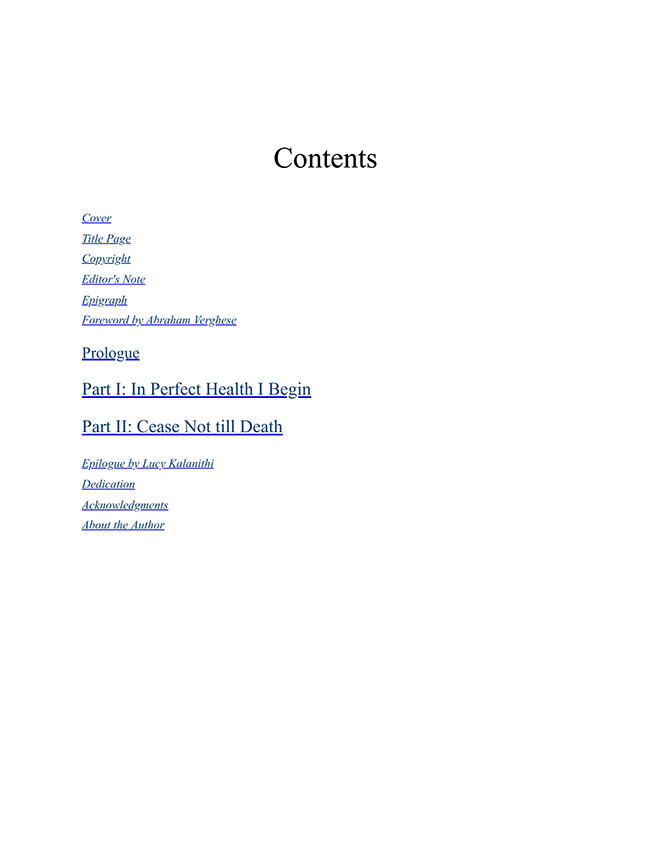 Contents
Cover
Title Page
Copyright
Editor's Note
Epigraph
Foreword by Abraham Verghese
Prologue
Part I: In Perfect Health I Begin
Part II: Cease Not till Death
Epilogue by Lucy Kalanithi
Dedication
Acknowledgments
About the Author